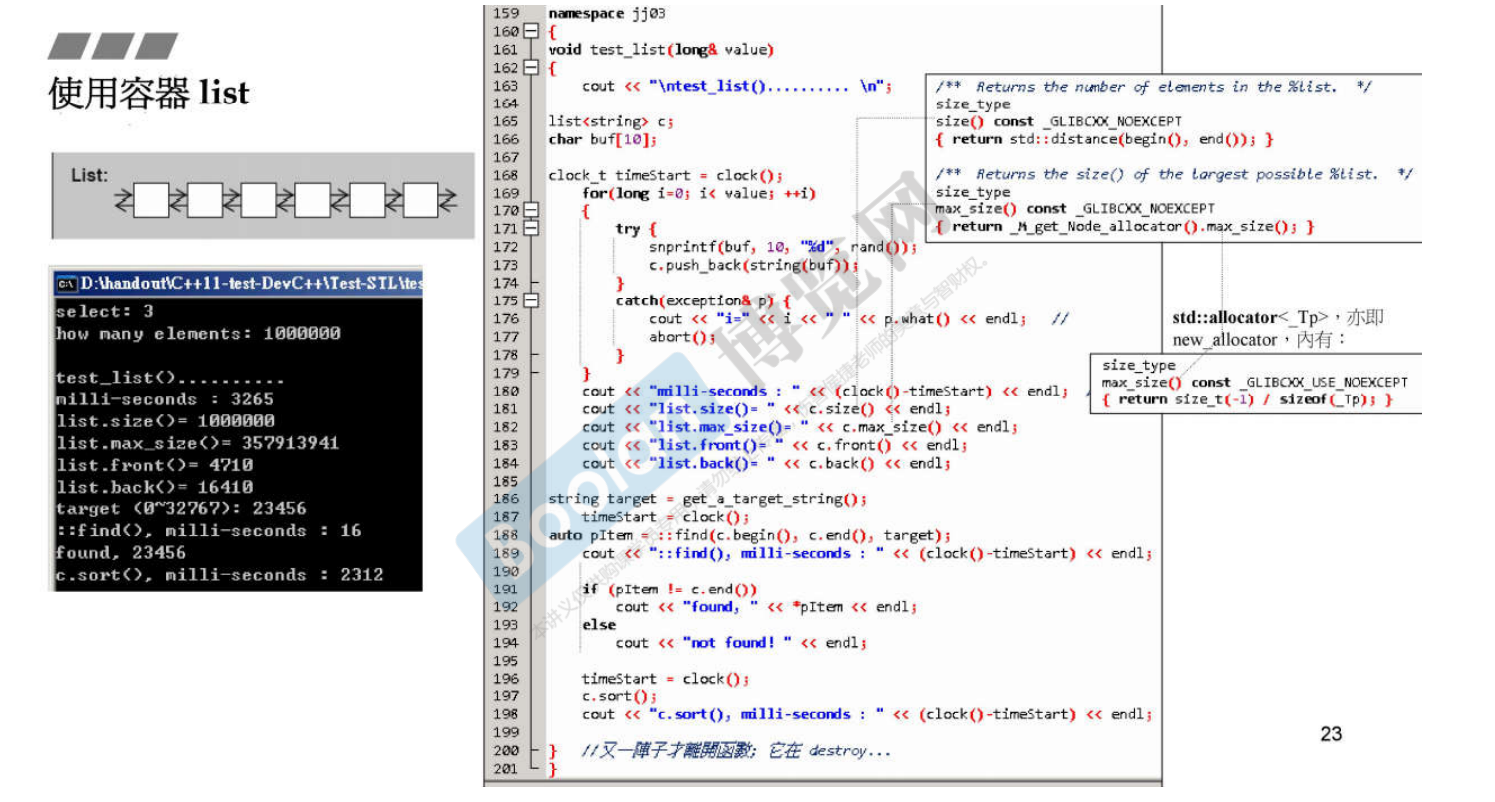 使用容器 list
List:
D:\handout\C++11-test-DevC++\Test-STL\tes
select: 3
how many elements: 1000000
test_list()..........
milli-seconds : 3265
list.size()= 1000000
list.max_size()= 357913941
list.front()= 4710
list.back()= 16410
target (0~32767): 23456
::find(), milli-seconds : 16
found, 23456
c.sort(), milli-seconds : 2312
159 namespace jj03
160 {
161 void test_list(long& value)
162 {
163 cout << "\ntest_list().......... \n";
164
165 list<string> c;
166 char buf[10];
167
168 clock_t timeStart = clock();
169 for(long i=0; i< value; ++i)
170 {
171 try {
172 snprintf(buf, 10, "%d", rand());
173 c.push_back(string(buf));
174 }
175 catch(exception& p) {
176 cout << "i=" << i << " " << p.what() << endl; //
177 abort();
178 }
179 }
180 cout << "milli-seconds : " << (clock()-timeStart) << endl; /
181 cout << "list.size()= " << c.size() << endl;
182 cout << "list.max_size()= " << c.max_size() << endl;
183 cout << "list.front()= " << c.front() << endl;
184 cout << "list.back()= " << c.back() << endl;
185
186 string target = get_a_target_string();
187 timeStart = clock();
188 auto pItem = ::find(c.begin(), c.end(), target);
189 cout << "::find(), milli-seconds : " << (clock()-timeStart) << endl;
190
191 if (pItem != c.end())
192 cout << "found, " << *pItem << endl;
193 else
194 cout << "not found! " << endl;
195
196 timeStart = clock();
197 c.sort();
198 cout << "c.sort(), milli-seconds : " << (clock()-timeStart) << endl;
199
200 } //又一陣子才離開函數; 它在 destroy...
201 }
/** Returns the number of elements in the %list. */
size_type
size() const _GLIBCXX_NOEXCEPT
{ return std::distance(begin(), end()); }
/** Returns the size() of the largest possible %list. */
size_type
max_size() const _GLIBCXX_NOEXCEPT
{ return _M_get_Node_allocator().max_size(); }
std::allocator<_Tp>，亦即
new_allocator，內有：
size_type
max_size() const _GLIBCXX_USE_NOEXCEPT
{ return size_t(-1) / sizeof(_Tp); }
Boolan 博览网
23